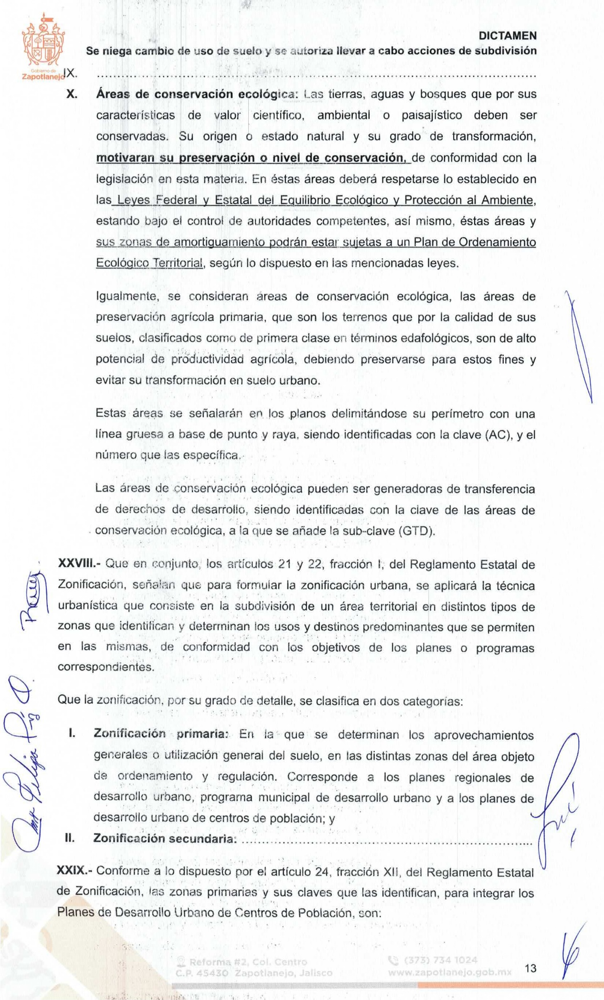 DICTAMEN
Se niega cambio de uso de suelo y se autoriza llevar a cabo acciones de subdivisión
Gobierno de
Zapotlanejo
IX. ........................................................................................................................
X. Áreas de conservación ecológica: Las tierras, aguas y bosques que por sus
características de valor científico, ambiental o paisajístico deben ser
conservadas. Su origen o estado natural y su grado de transformación,
motivaran su preservación o nivel de conservación, de conformidad con la
legislación en esta materia. En éstas áreas deberá respetarse lo establecido en
las Leyes Federal y Estatal del Equilibrio Ecológico y Protección al Ambiente,
estando bajo el control de autoridades competentes, así mismo, éstas áreas y
sus zonas de amortiguamiento podrán estar sujetas a un Plan de Ordenamiento
Ecológico Territorial, según lo dispuesto en las mencionadas leyes.
Igualmente, se consideran áreas de conservación ecológica, las áreas de
preservación agrícola primaria, que son los terrenos que por la calidad de sus
suelos, clasificados como de primera clase en términos edafológicos, son de alto
potencial de productividad agrícola, debiendo preservarse para estos fines y
evitar su transformación en suelo urbano.
Estas áreas se señalarán en los planos delimitándose su perímetro con una
línea gruesa a base de punto y raya, siendo identificadas con la clave (AC), y el
número que las específica.
Las áreas de conservación ecológica pueden ser generadoras de transferencia
de derechos de desarrollo, siendo identificadas con la clave de las áreas de
conservación ecológica, a la que se añade la sub-clave (GTD).
XXVIII.- Que en conjunto, los artículos 21 y 22, fracción I, del Reglamento Estatal de
Zonificación, señalan que para formular la zonificación urbana, se aplicará la técnica
urbanística que consiste en la subdivisión de un área territorial en distintos tipos de
zonas que identifican y determinan los usos y destinos predominantes que se permiten
en las mismas, de conformidad con los objetivos de los planes o programas
correspondientes.
Que la zonificación, por su grado de detalle, se clasifica en dos categorías:
I. Zonificación primaria: En la que se determinan los aprovechamientos
generales o utilización general del suelo, en las distintas zonas del área objeto
de ordenamiento y regulación. Corresponde a los planes regionales de
desarrollo urbano, programa municipal de desarrollo urbano y a los planes de
desarrollo urbano de centros de población; y
II. Zonificación secundaria: ................................................................................
XXIX.- Conforme a lo dispuesto por el artículo 24, fracción XII, del Reglamento Estatal
de Zonificación, las zonas primarias y sus claves que las identifican, para integrar los
Planes de Desarrollo Urbano de Centros de Población, son:
Reforma #2, Col. Centro
C.P. 45430 Zapotlanejo, Jalisco
(373) 734 1024
www.zapotlanejo.gob.mx
13